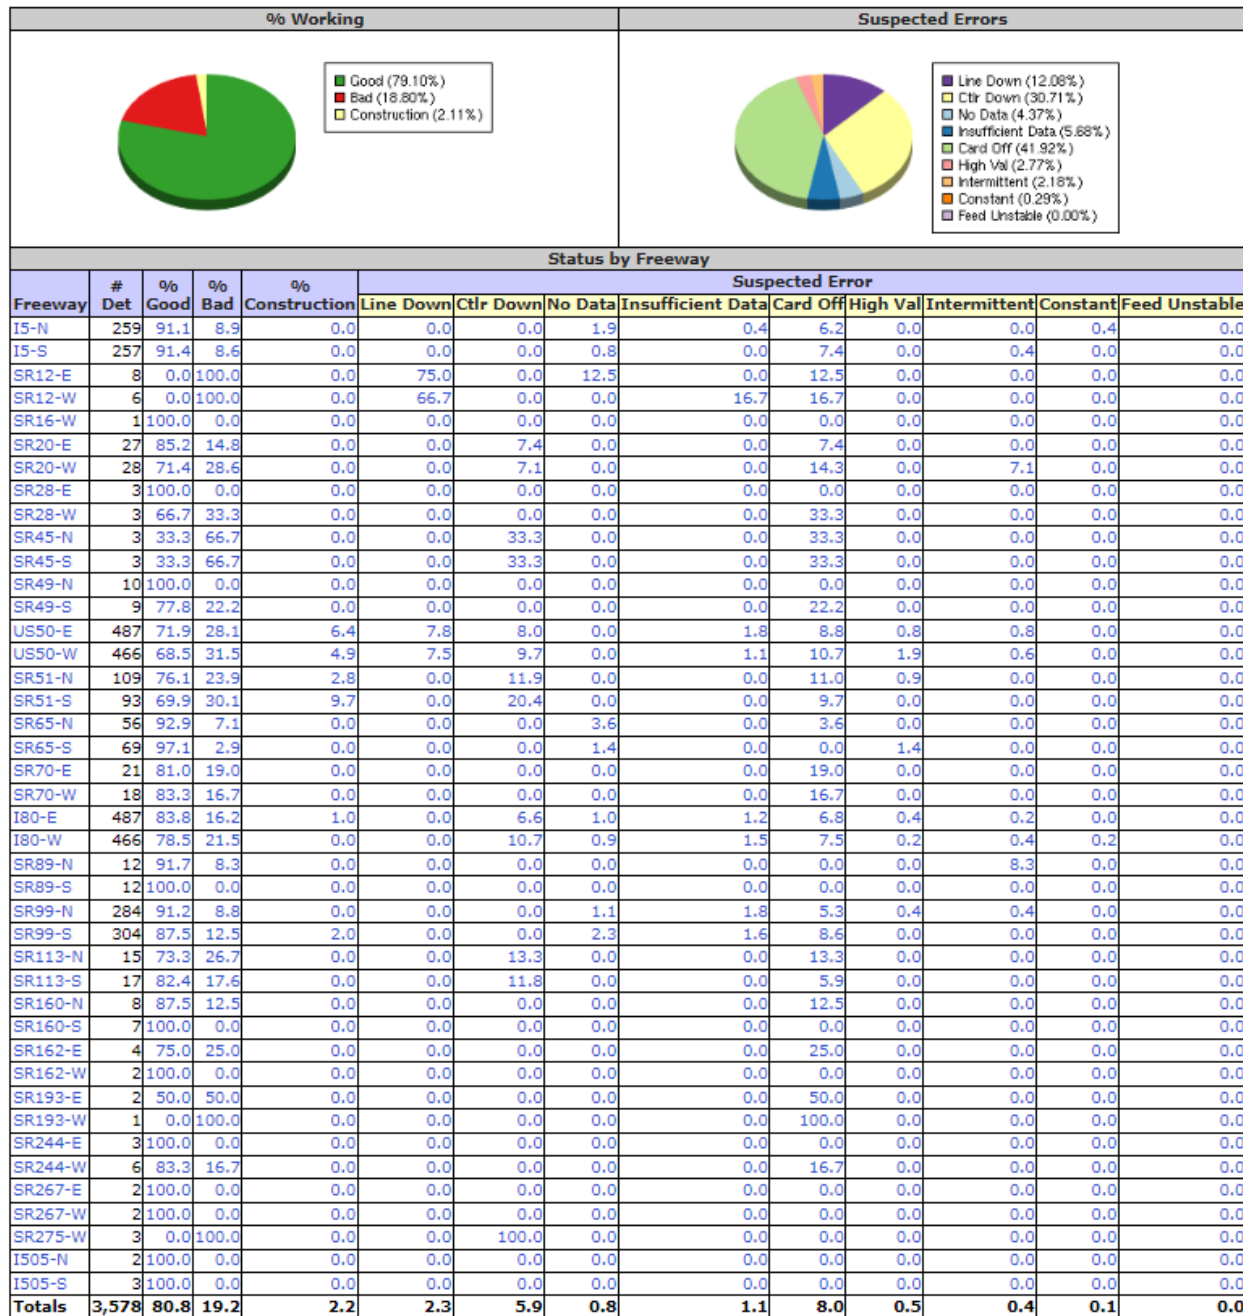 % Working Suspected Errors
Good (79.10%)
Bad (18.80%)
Construction (2.11%)
Line Down (12.08%)
Ctlr Down (30.71%)
No Data (4.37%)
Insufficient Data (5.68%)
Card Off (41.92%)
High Val (2.77%)
Intermittent (2.18%)
Constant (0.29%)
Feed Unstable (0.00%)
Status by Freeway
Freeway # Det % Good % Bad % Construction Suspected Error
Line Down Ctlr Down No Data Insufficient Data Card Off High Val Intermittent Constant Feed Unstable
I5-N 259 91.1 8.9 0.0 0.0 0.0 1.9 0.4 6.2 0.0 0.0 0.4 0.0
I5-S 257 91.4 8.6 0.0 0.0 0.0 0.8 0.0 7.4 0.0 0.4 0.0 0.0
SR12-E 8 0.0 100.0 0.0 75.0 0.0 12.5 0.0 12.5 0.0 0.0 0.0 0.0
SR12-W 6 0.0 100.0 0.0 66.7 0.0 0.0 16.7 16.7 0.0 0.0 0.0 0.0
SR16-W 1 100.0 0.0 0.0 0.0 0.0 0.0 0.0 0.0 0.0 0.0 0.0 0.0
SR20-E 27 85.2 14.8 0.0 0.0 7.4 0.0 0.0 7.4 0.0 0.0 0.0 0.0
SR20-W 28 71.4 28.6 0.0 0.0 7.1 0.0 0.0 14.3 0.0 7.1 0.0 0.0
SR28-E 3 100.0 0.0 0.0 0.0 0.0 0.0 0.0 0.0 0.0 0.0 0.0 0.0
SR28-W 3 66.7 33.3 0.0 0.0 0.0 0.0 0.0 33.3 0.0 0.0 0.0 0.0
SR45-N 3 33.3 66.7 0.0 0.0 33.3 0.0 0.0 33.3 0.0 0.0 0.0 0.0
SR45-S 3 33.3 66.7 0.0 0.0 33.3 0.0 0.0 33.3 0.0 0.0 0.0 0.0
SR49-N 10 100.0 0.0 0.0 0.0 0.0 0.0 0.0 0.0 0.0 0.0 0.0 0.0
SR49-S 9 77.8 22.2 0.0 0.0 0.0 0.0 0.0 22.2 0.0 0.0 0.0 0.0
US50-E 487 71.9 28.1 6.4 7.8 8.0 0.0 1.8 8.8 0.8 0.8 0.0 0.0
US50-W 466 68.5 31.5 4.9 7.5 9.7 0.0 1.1 10.7 1.9 0.6 0.0 0.0
SR51-N 109 76.1 23.9 2.8 0.0 11.9 0.0 0.0 11.0 0.9 0.0 0.0 0.0
SR51-S 93 69.9 30.1 9.7 0.0 20.4 0.0 0.0 9.7 0.0 0.0 0.0 0.0
SR65-N 56 92.9 7.1 0.0 0.0 0.0 3.6 0.0 3.6 0.0 0.0 0.0 0.0
SR65-S 69 97.1 2.9 0.0 0.0 0.0 1.4 0.0 0.0 1.4 0.0 0.0 0.0
SR70-E 21 81.0 19.0 0.0 0.0 0.0 0.0 0.0 19.0 0.0 0.0 0.0 0.0
SR70-W 18 83.3 16.7 0.0 0.0 0.0 0.0 0.0 16.7 0.0 0.0 0.0 0.0
I80-E 487 83.8 16.2 1.0 0.0 6.6 1.0 1.2 6.8 0.4 0.2 0.0 0.0
I80-W 466 78.5 21.5 0.0 0.0 10.7 0.9 1.5 7.5 0.2 0.4 0.2 0.0
SR89-N 12 91.7 8.3 0.0 0.0 0.0 0.0 0.0 0.0 0.0 8.3 0.0 0.0
SR89-S 12 100.0 0.0 0.0 0.0 0.0 0.0 0.0 0.0 0.0 0.0 0.0 0.0
SR99-N 284 91.2 8.8 0.0 0.0 0.0 1.1 1.8 5.3 0.4 0.4 0.0 0.0
SR99-S 304 87.5 12.5 2.0 0.0 0.0 2.3 1.6 8.6 0.0 0.0 0.0 0.0
SR113-N 15 73.3 26.7 0.0 0.0 13.3 0.0 0.0 13.3 0.0 0.0 0.0 0.0
SR113-S 17 82.4 17.6 0.0 0.0 11.8 0.0 0.0 5.9 0.0 0.0 0.0 0.0
SR160-N 8 87.5 12.5 0.0 0.0 0.0 0.0 0.0 12.5 0.0 0.0 0.0 0.0
SR160-S 7 100.0 0.0 0.0 0.0 0.0 0.0 0.0 0.0 0.0 0.0 0.0 0.0
SR162-E 4 75.0 25.0 0.0 0.0 0.0 0.0 0.0 25.0 0.0 0.0 0.0 0.0
SR162-W 2 100.0 0.0 0.0 0.0 0.0 0.0 0.0 0.0 0.0 0.0 0.0 0.0
SR193-E 2 50.0 50.0 0.0 0.0 0.0 0.0 0.0 50.0 0.0 0.0 0.0 0.0
SR193-W 1 0.0 100.0 0.0 0.0 0.0 0.0 0.0 100.0 0.0 0.0 0.0 0.0
SR244-E 3 100.0 0.0 0.0 0.0 0.0 0.0 0.0 0.0 0.0 0.0 0.0 0.0
SR244-W 6 83.3 16.7 0.0 0.0 0.0 0.0 0.0 16.7 0.0 0.0 0.0 0.0
SR267-E 2 100.0 0.0 0.0 0.0 0.0 0.0 0.0 0.0 0.0 0.0 0.0 0.0
SR267-W 2 100.0 0.0 0.0 0.0 0.0 0.0 0.0 0.0 0.0 0.0 0.0 0.0
SR275-W 3 0.0 100.0 0.0 0.0 100.0 0.0 0.0 0.0 0.0 0.0 0.0 0.0
I505-N 2 100.0 0.0 0.0 0.0 0.0 0.0 0.0 0.0 0.0 0.0 0.0 0.0
I505-S 3 100.0 0.0 0.0 0.0 0.0 0.0 0.0 0.0 0.0 0.0 0.0 0.0
Totals 3,578 80.8 19.2 2.2 2.3 5.9 0.8 1.1 8.0 0.5 0.4 0.1 0.0